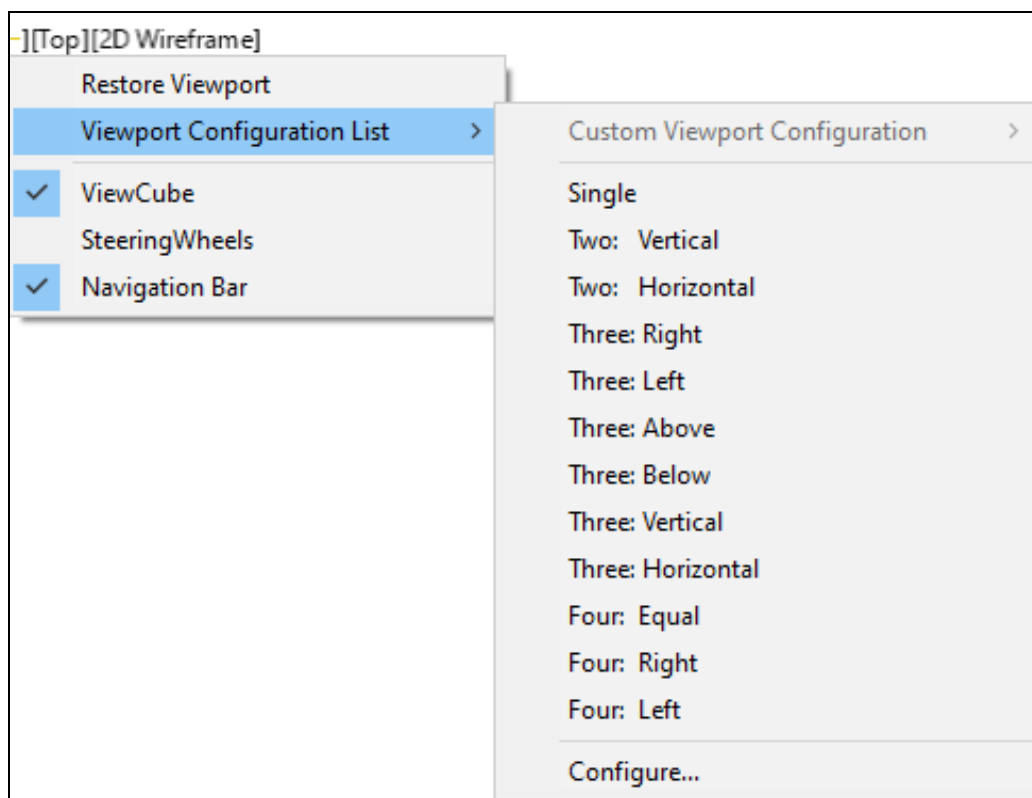 -][Top][2D Wireframe]
Restore Viewport
Viewport Configuration List >
ViewCube
SteeringWheels
Navigation Bar
Custom Viewport Configuration >
Single
Two: Vertical
Two: Horizontal
Three: Right
Three: Left
Three: Above
Three: Below
Three: Vertical
Three: Horizontal
Four: Equal
Four: Right
Four: Left
Configure...